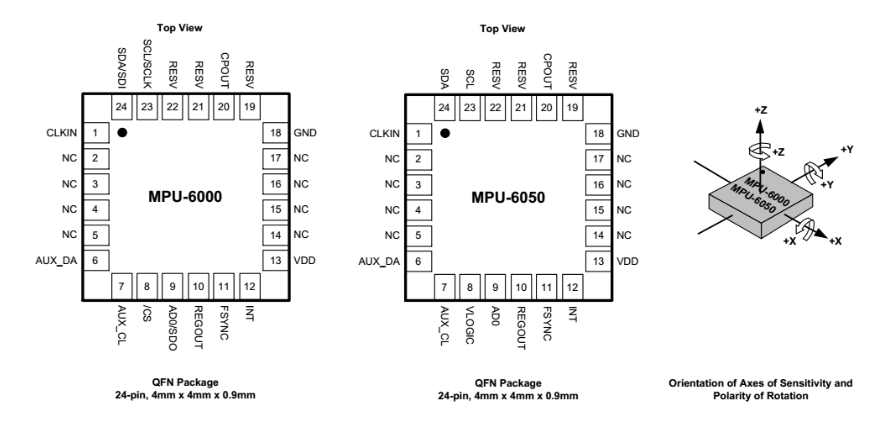 Top View
SDA/SDI
SCL/SCLK
RESV
RESV
CPOUT
RESV
24 23 22 21 20 19
CLKIN 1 18 GND
NC 2 17 NC
NC 3 16 NC
MPU-6000
NC 4 15 NC
NC 5 14 NC
AUX_DA 6 13 VDD
7 8 9 10 11 12
AUX_CL
/CS
AD0/SDO
REGOUT
FSYNC
INT
QFN Package
24-pin, 4mm x 4mm x 0.9mm
Top View
SDA
SCL
RESV
RESV
CPOUT
RESV
24 23 22 21 20 19
CLKIN 1 18 GND
NC 2 17 NC
NC 3 16 NC
MPU-6050
NC 4 15 NC
NC 5 14 NC
AUX_DA 6 13 VDD
7 8 9 10 11 12
AUX_CL
VLOGIC
AD0
REGOUT
FSYNC
INT
QFN Package
24-pin, 4mm x 4mm x 0.9mm
+Z
+Z
+Y
+Y
MPU-6000
MPU-6050
+X
+X
Orientation of Axes of Sensitivity and
Polarity of Rotation